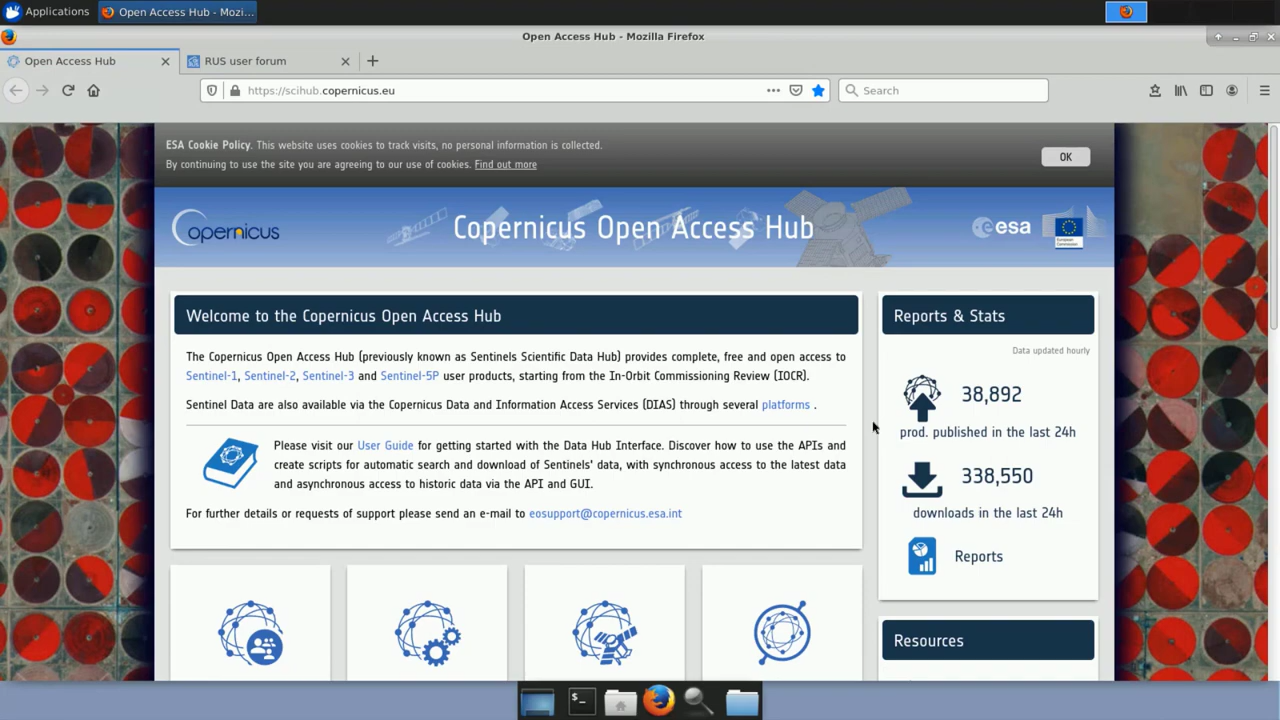 Applications
Open Access Hub - Mozi...
Open Access Hub - Mozilla Firefox
Open Access Hub
RUS user forum
https://scihub.copernicus.eu
Search
ESA Cookie Policy. This website uses cookies to track visits, no personal information is collected.
By continuing to use the site you are agreeing to our use of cookies. Find out more
OK
opernicus
Copernicus Open Access Hub
esa
European
Commission
Welcome to the Copernicus Open Access Hub
The Copernicus Open Access Hub (previously known as Sentinels Scientific Data Hub) provides complete, free and open access to
Sentinel-1, Sentinel-2, Sentinel-3 and Sentinel-5P user products, starting from the In-Orbit Commissioning Review (IOCR).
Sentinel Data are also available via the Copernicus Data and Information Access Services (DIAS) through several platforms .
Please visit our User Guide for getting started with the Data Hub Interface. Discover how to use the APIs and
create scripts for automatic search and download of Sentinels' data, with synchronous access to the latest data
and asynchronous access to historic data via the API and GUI.
For further details or requests of support please send an e-mail to eosupport@copernicus.esa.int
Reports & Stats
Data updated hourly
38,892
prod. published in the last 24h
338,550
downloads in the last 24h
Reports
Resources